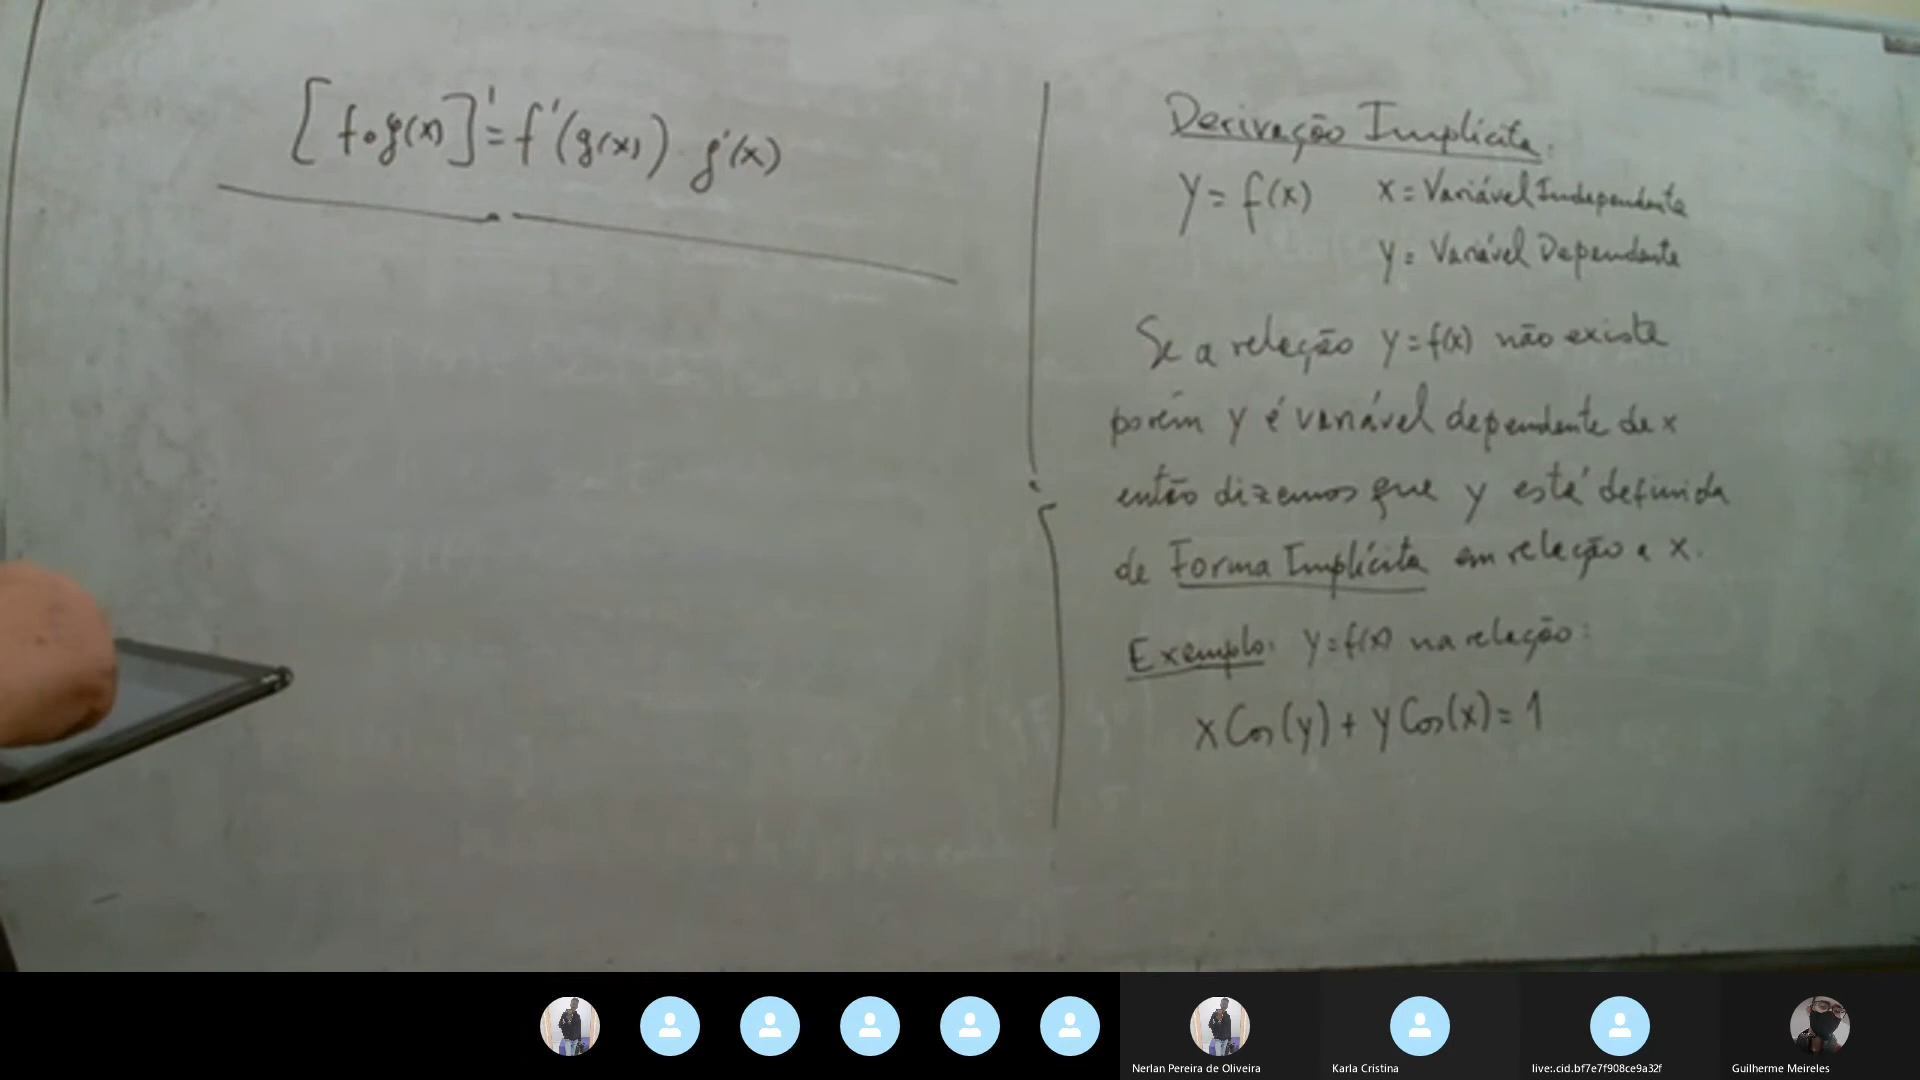 [fog(x)]' = f'(g(x)) g'(x)
Derivação Implícita.
y = f(x) x = Variável Independente
y = Variável Dependente
Se a relação y = f(x) não existe
porém y é variável dependente de x
então dizemos que y está definida
de Forma Implícita em relação a x.
Exemplo: y = f(x) na relação:
x Cos(y) + y Cos(x) = 1
Nerlan Pereira de Oliveira
Karla Cristina
live:.cid.bf7e7f908ce9a32f
Guilherme Meireles